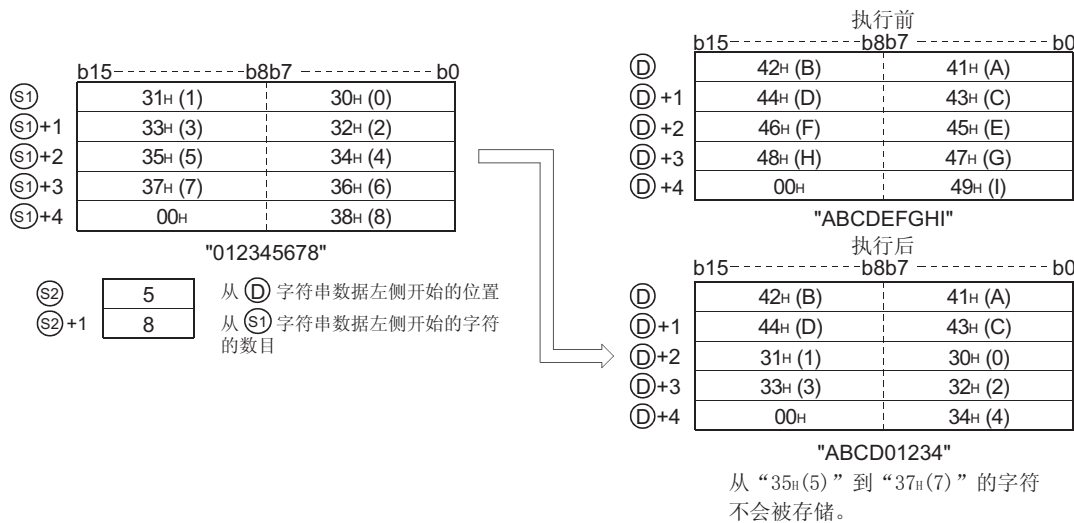 执行前
b15 b8b7 b0
S1 31H (1) 30H (0)
S1+1 33H (3) 32H (2)
S1+2 35H (5) 34H (4)
S1+3 37H (7) 36H (6)
S1+4 00H 38H (8)
"012345678"
S2 5 从 D 字符串数据左侧开始的位置
S2+1 8 从 S1 字符串数据左侧开始的字符
的数目
b15 b8b7 b0
D 42H (B) 41H (A)
D +1 44H (D) 43H (C)
D +2 46H (F) 45H (E)
D +3 48H (H) 47H (G)
D +4 00H 49H (I)
"ABCDEFGHI"
执行后
b15 b8b7 b0
D 42H (B) 41H (A)
D+1 44H (D) 43H (C)
D+2 31H (1) 30H (0)
D+3 33H (3) 32H (2)
D+4 00H 34H (4)
"ABCD01234"
从“35H(5)”到“37H(7)”的字符
不会被存储。